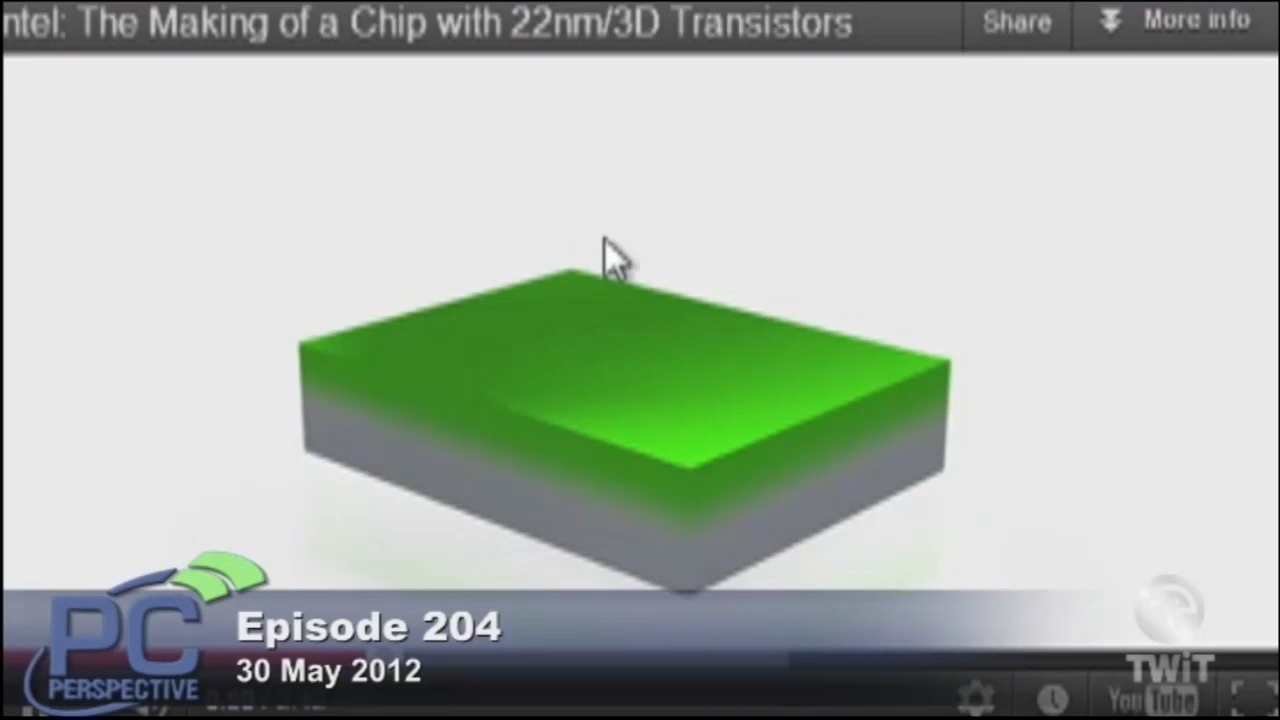 ntel: The Making of a Chip with 22nm/3D Transistors
Share
More info
Episode 204
30 May 2012
PC
PERSPECTIVE
TWiT
YouTube